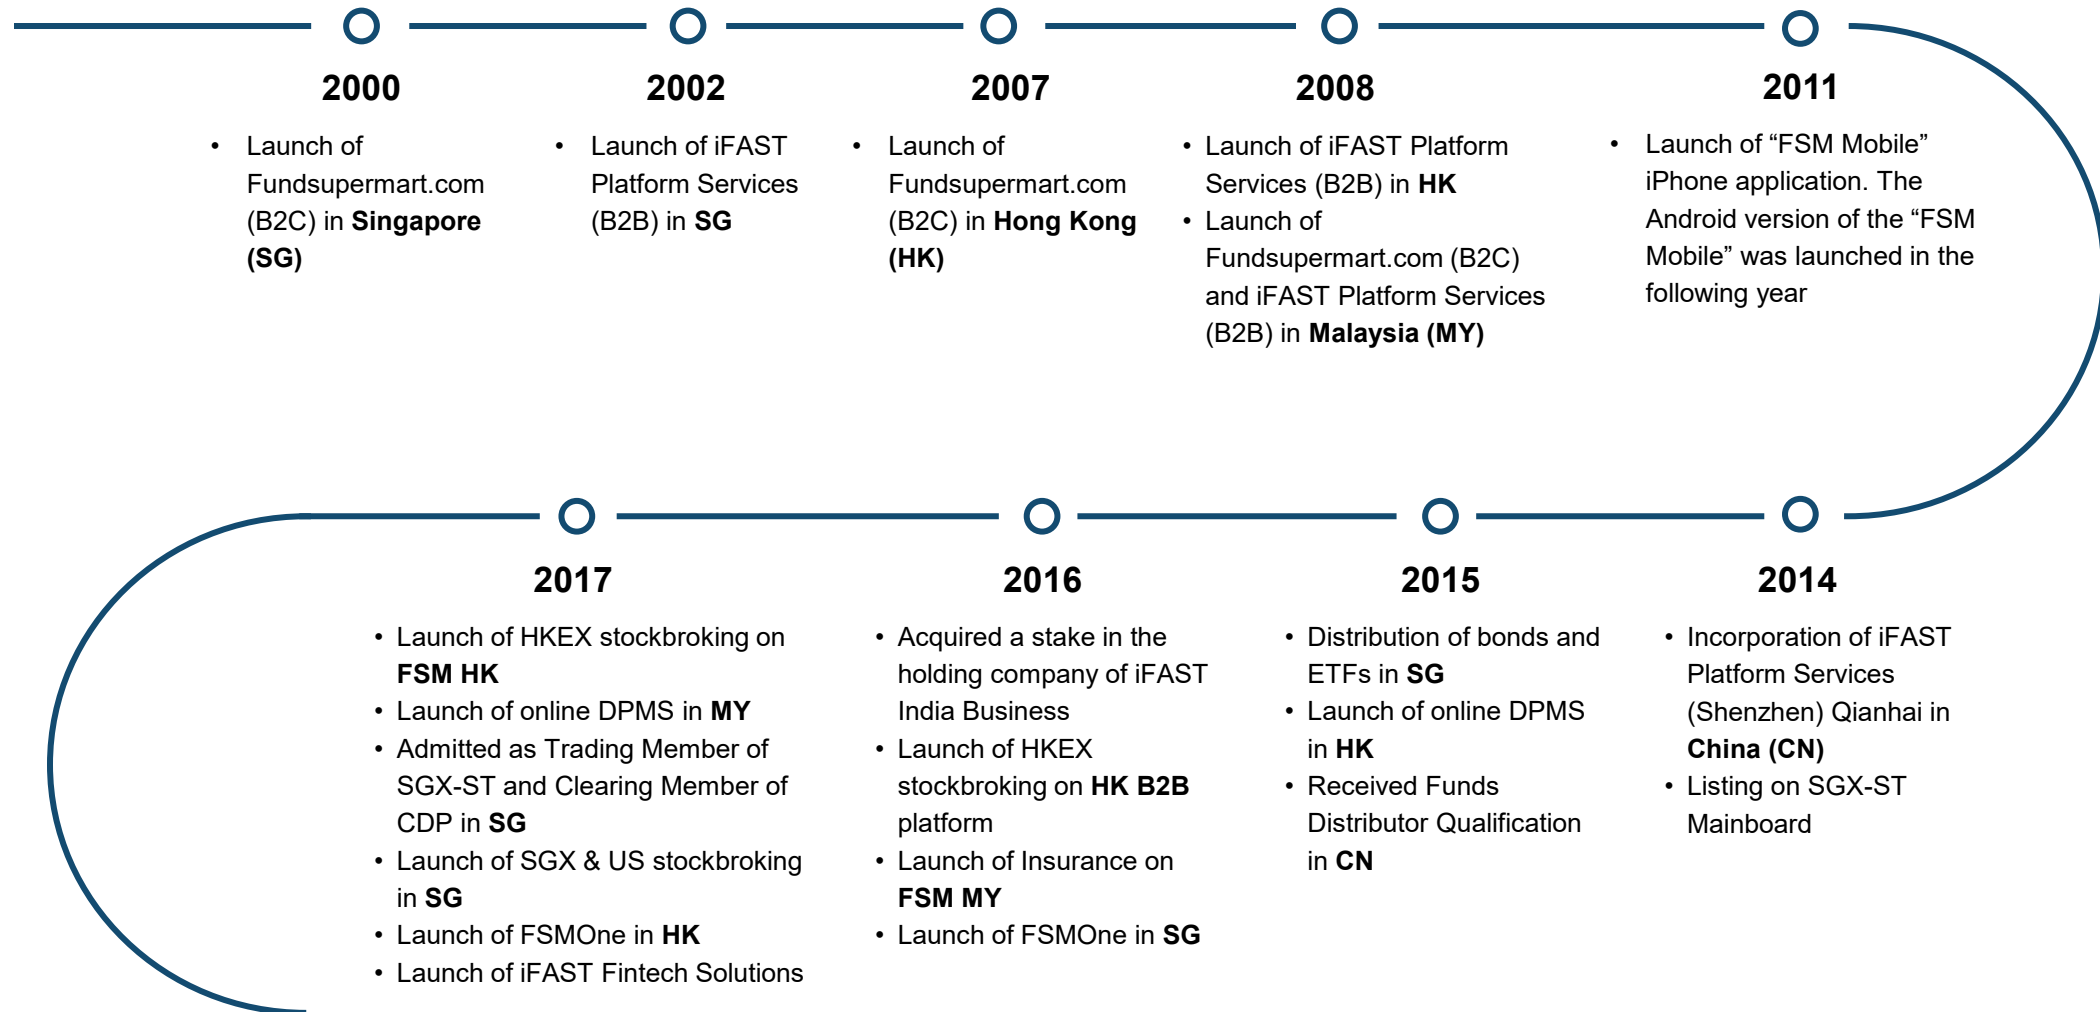 2000
• Launch of
Fundsupermart.com
(B2C) in Singapore
(SG)
2002
• Launch of iFAST
Platform Services
(B2B) in SG
2007
• Launch of
Fundsupermart.com
(B2C) in Hong Kong
(HK)
2008
• Launch of iFAST Platform
Services (B2B) in HK
• Launch of
Fundsupermart.com (B2C)
and iFAST Platform Services
(B2B) in Malaysia (MY)
2011
• Launch of “FSM Mobile”
iPhone application. The
Android version of the “FSM
Mobile” was launched in the
following year
2017
• Launch of HKEX stockbroking on
FSM HK
• Launch of online DPMS in MY
• Admitted as Trading Member of
SGX-ST and Clearing Member of
CDP in SG
• Launch of SGX & US stockbroking
in SG
• Launch of FSMOne in HK
• Launch of iFAST Fintech Solutions
2016
• Acquired a stake in the
holding company of iFAST
India Business
• Launch of HKEX
stockbroking on HK B2B
platform
• Launch of Insurance on
FSM MY
• Launch of FSMOne in SG
2015
• Distribution of bonds and
ETFs in SG
• Launch of online DPMS
in HK
• Received Funds
Distributor Qualification
in CN
2014
• Incorporation of iFAST
Platform Services
(Shenzhen) Qianhai in
China (CN)
• Listing on SGX-ST
Mainboard